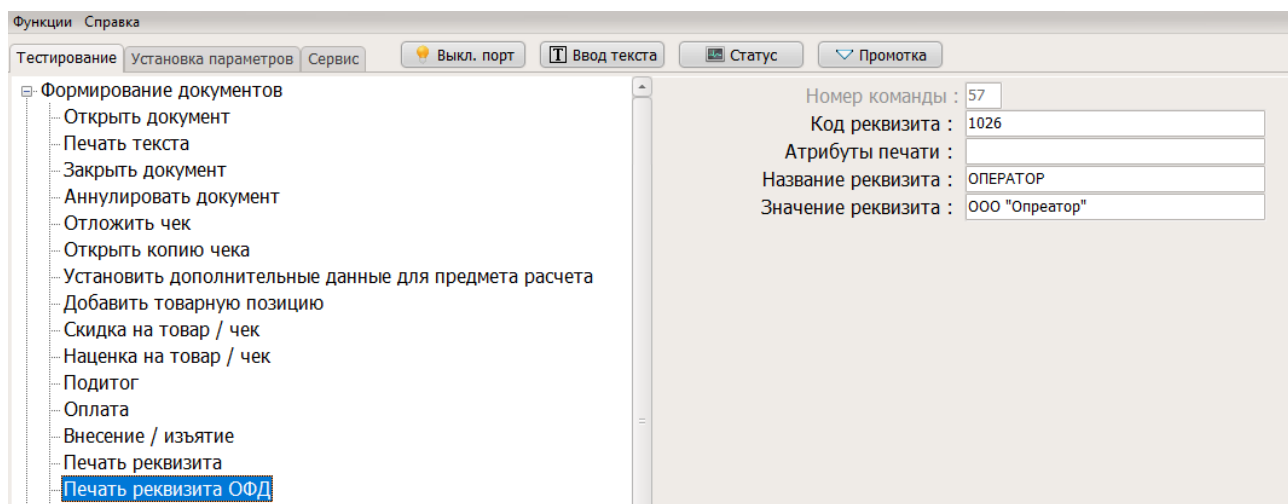 Функции Справка
Тестирование Установка параметров Сервис Выкл. порт T Ввод текста Статус Промотка
Формирование документов
Открыть документ
Печать текста
Закрыть документ
Аннулировать документ
Отложить чек
Открыть копию чека
Установить дополнительные данные для предмета расчета
Добавить товарную позицию
Скидка на товар / чек
Наценка на товар / чек
Подитог
Оплата
Внесение / изъятие
Печать реквизита
Печать реквизита ОФД
Номер команды : 57
Код реквизита : 1026
Атрибуты печати :
Название реквизита : ОПЕРАТОР
Значение реквизита : ООО "Опреатор"